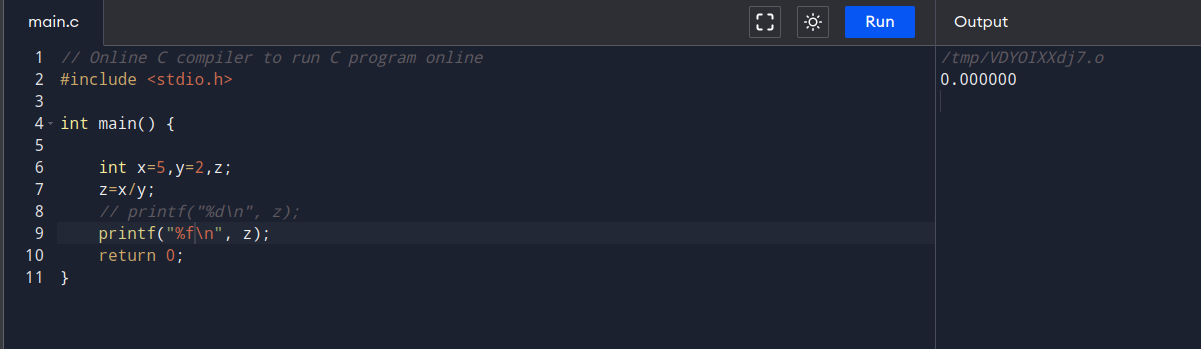 main.c
Run
Output
1 // Online C compiler to run C program online
2 #include <stdio.h>
3
4 int main() {
5
6     int x=5,y=2,z;
7     z=x/y;
8     // printf("%d\n", z);
9     printf("%f\n", z);
10     return 0;
11 }
/tmp/VDYOIXXdj7.o
0.000000